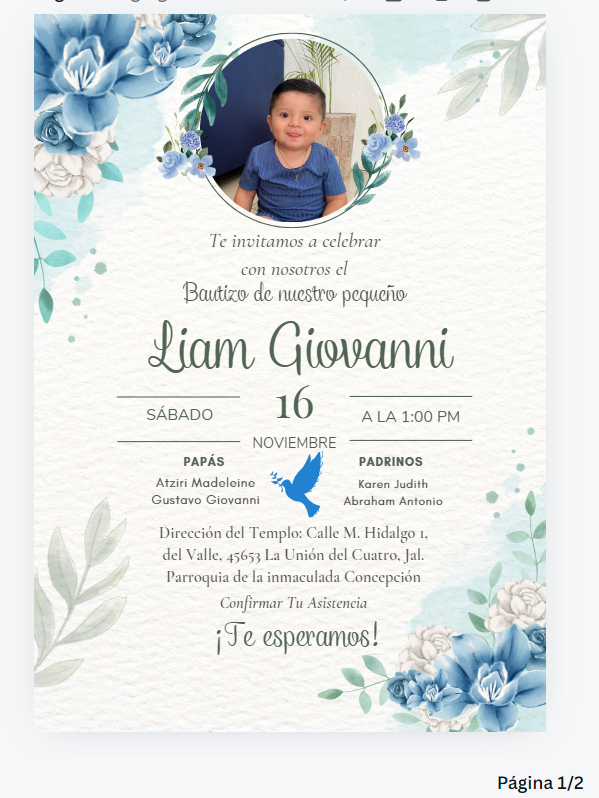 Te invitamos a celebrar
con nosotros el
Bautizo de nuestro pequeño
Liam Giovanni
SÁBADO
16
NOVIEMBRE
A LA 1:00 PM
PAPÁS
Atziri Madeleine
Gustavo Giovanni
PADRINOS
Karen Judith
Abraham Antonio
Dirección del Templo: Calle M. Hidalgo 1,
del Valle, 45653 La Unión del Cuatro, Jal.
Parroquia de la inmaculada Concepción
Confirmar Tu Asistencia
¡Te esperamos!
Página 1/2